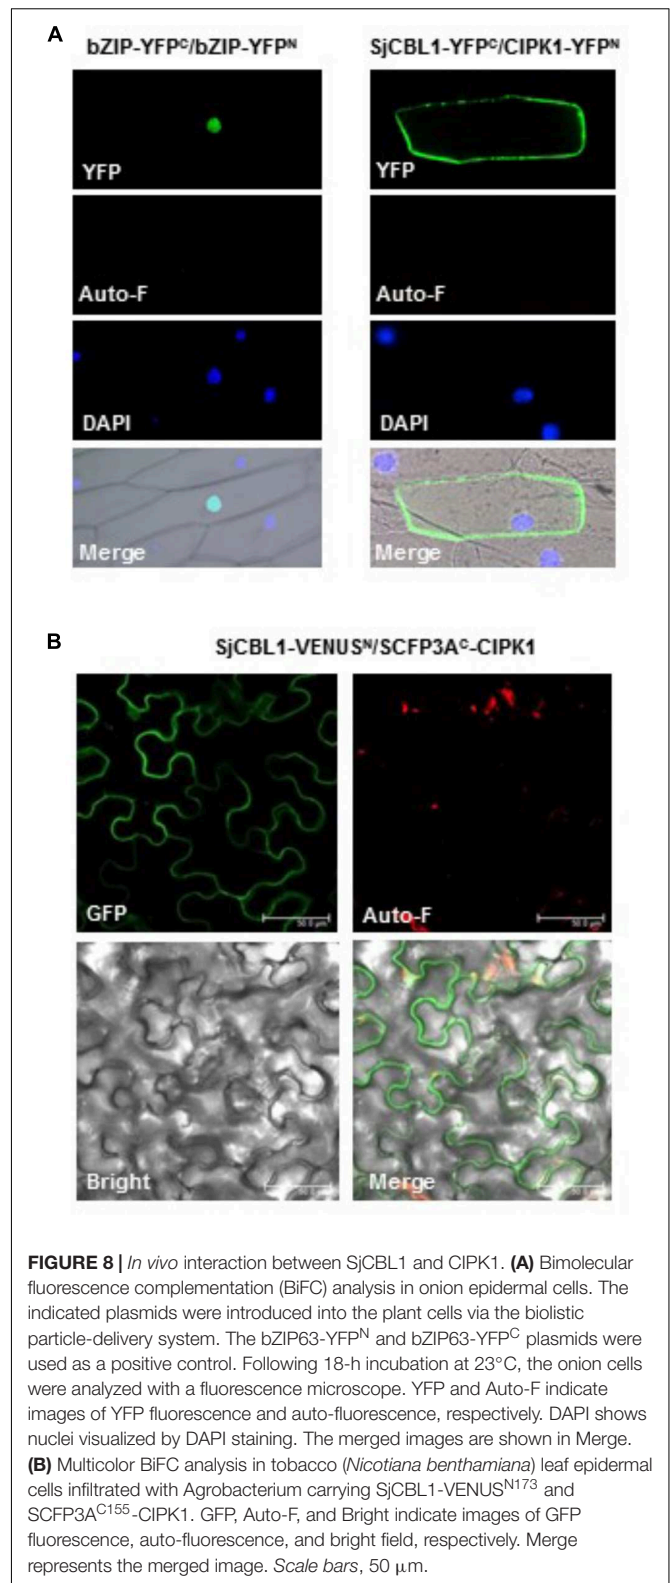 A
bZIP-YFPᶜ/bZIP-YFPᴺ
SjCBL1-YFPᶜ/CIPK1-YFPᴺ
YFP
YFP
Auto-F
Auto-F
DAPI
DAPI
Merge
Merge
B
SjCBL1-VENUSᴺ/SCFP3Aᶜ-CIPK1
GFP
50.0 µm
Auto-F
50.0 µm
Bright
Merge
FIGURE 8 | In vivo interaction between SjCBL1 and CIPK1. (A) Bimolecular
fluorescence complementation (BiFC) analysis in onion epidermal cells. The
indicated plasmids were introduced into the plant cells via the biolistic
particle-delivery system. The bZIP63-YFPᴺ and bZIP63-YFPᶜ plasmids were
used as a positive control. Following 18-h incubation at 23°C, the onion cells
were analyzed with a fluorescence microscope. YFP and Auto-F indicate
images of YFP fluorescence and auto-fluorescence, respectively. DAPI shows
nuclei visualized by DAPI staining. The merged images are shown in Merge.
(B) Multicolor BiFC analysis in tobacco (Nicotiana benthamiana) leaf epidermal
cells infiltrated with Agrobacterium carrying SjCBL1-VENUSᴺ¹⁷³ and
SCFP3Aᶜ¹⁵⁵-CIPK1. GFP, Auto-F, and Bright indicate images of GFP
fluorescence, auto-fluorescence, and bright field, respectively. Merge
represents the merged image. Scale bars, 50 μm.